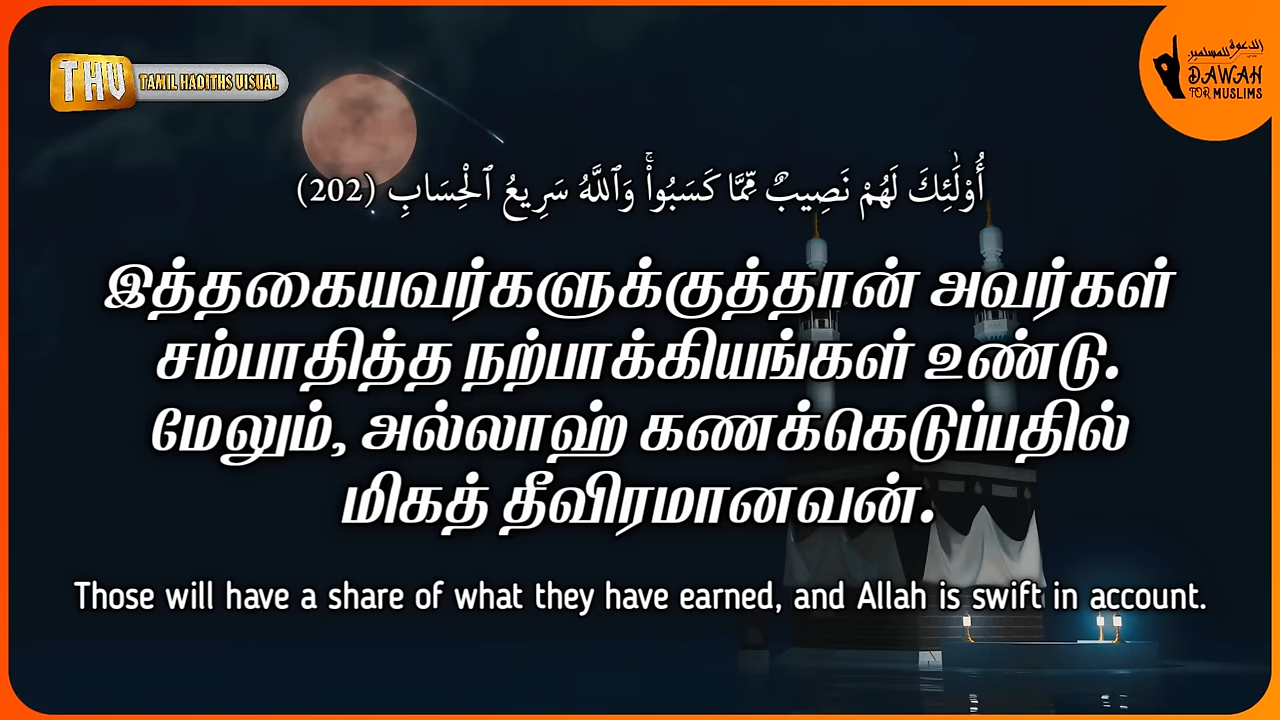 THV TAMIL HADITHS VISUAL
الدعوة للمسلمين
DAWAH
FOR MUSLIMS
أُوْلَٰٓئِكَ لَهُمْ نَصِيبٌ مِّمَّا كَسَبُواْۚ وَٱللَّهُ سَرِيعُ ٱلْحِسَابِ (202)
இத்தகையவர்களுக்குத்தான் அவர்கள்
சம்பாதித்த நற்பாக்கியங்கள் உண்டு.
மேலும், அல்லாஹ் கணக்கெடுப்பதில்
மிகத் தீவிரமானவன்.
Those will have a share of what they have earned, and Allah is swift in account.